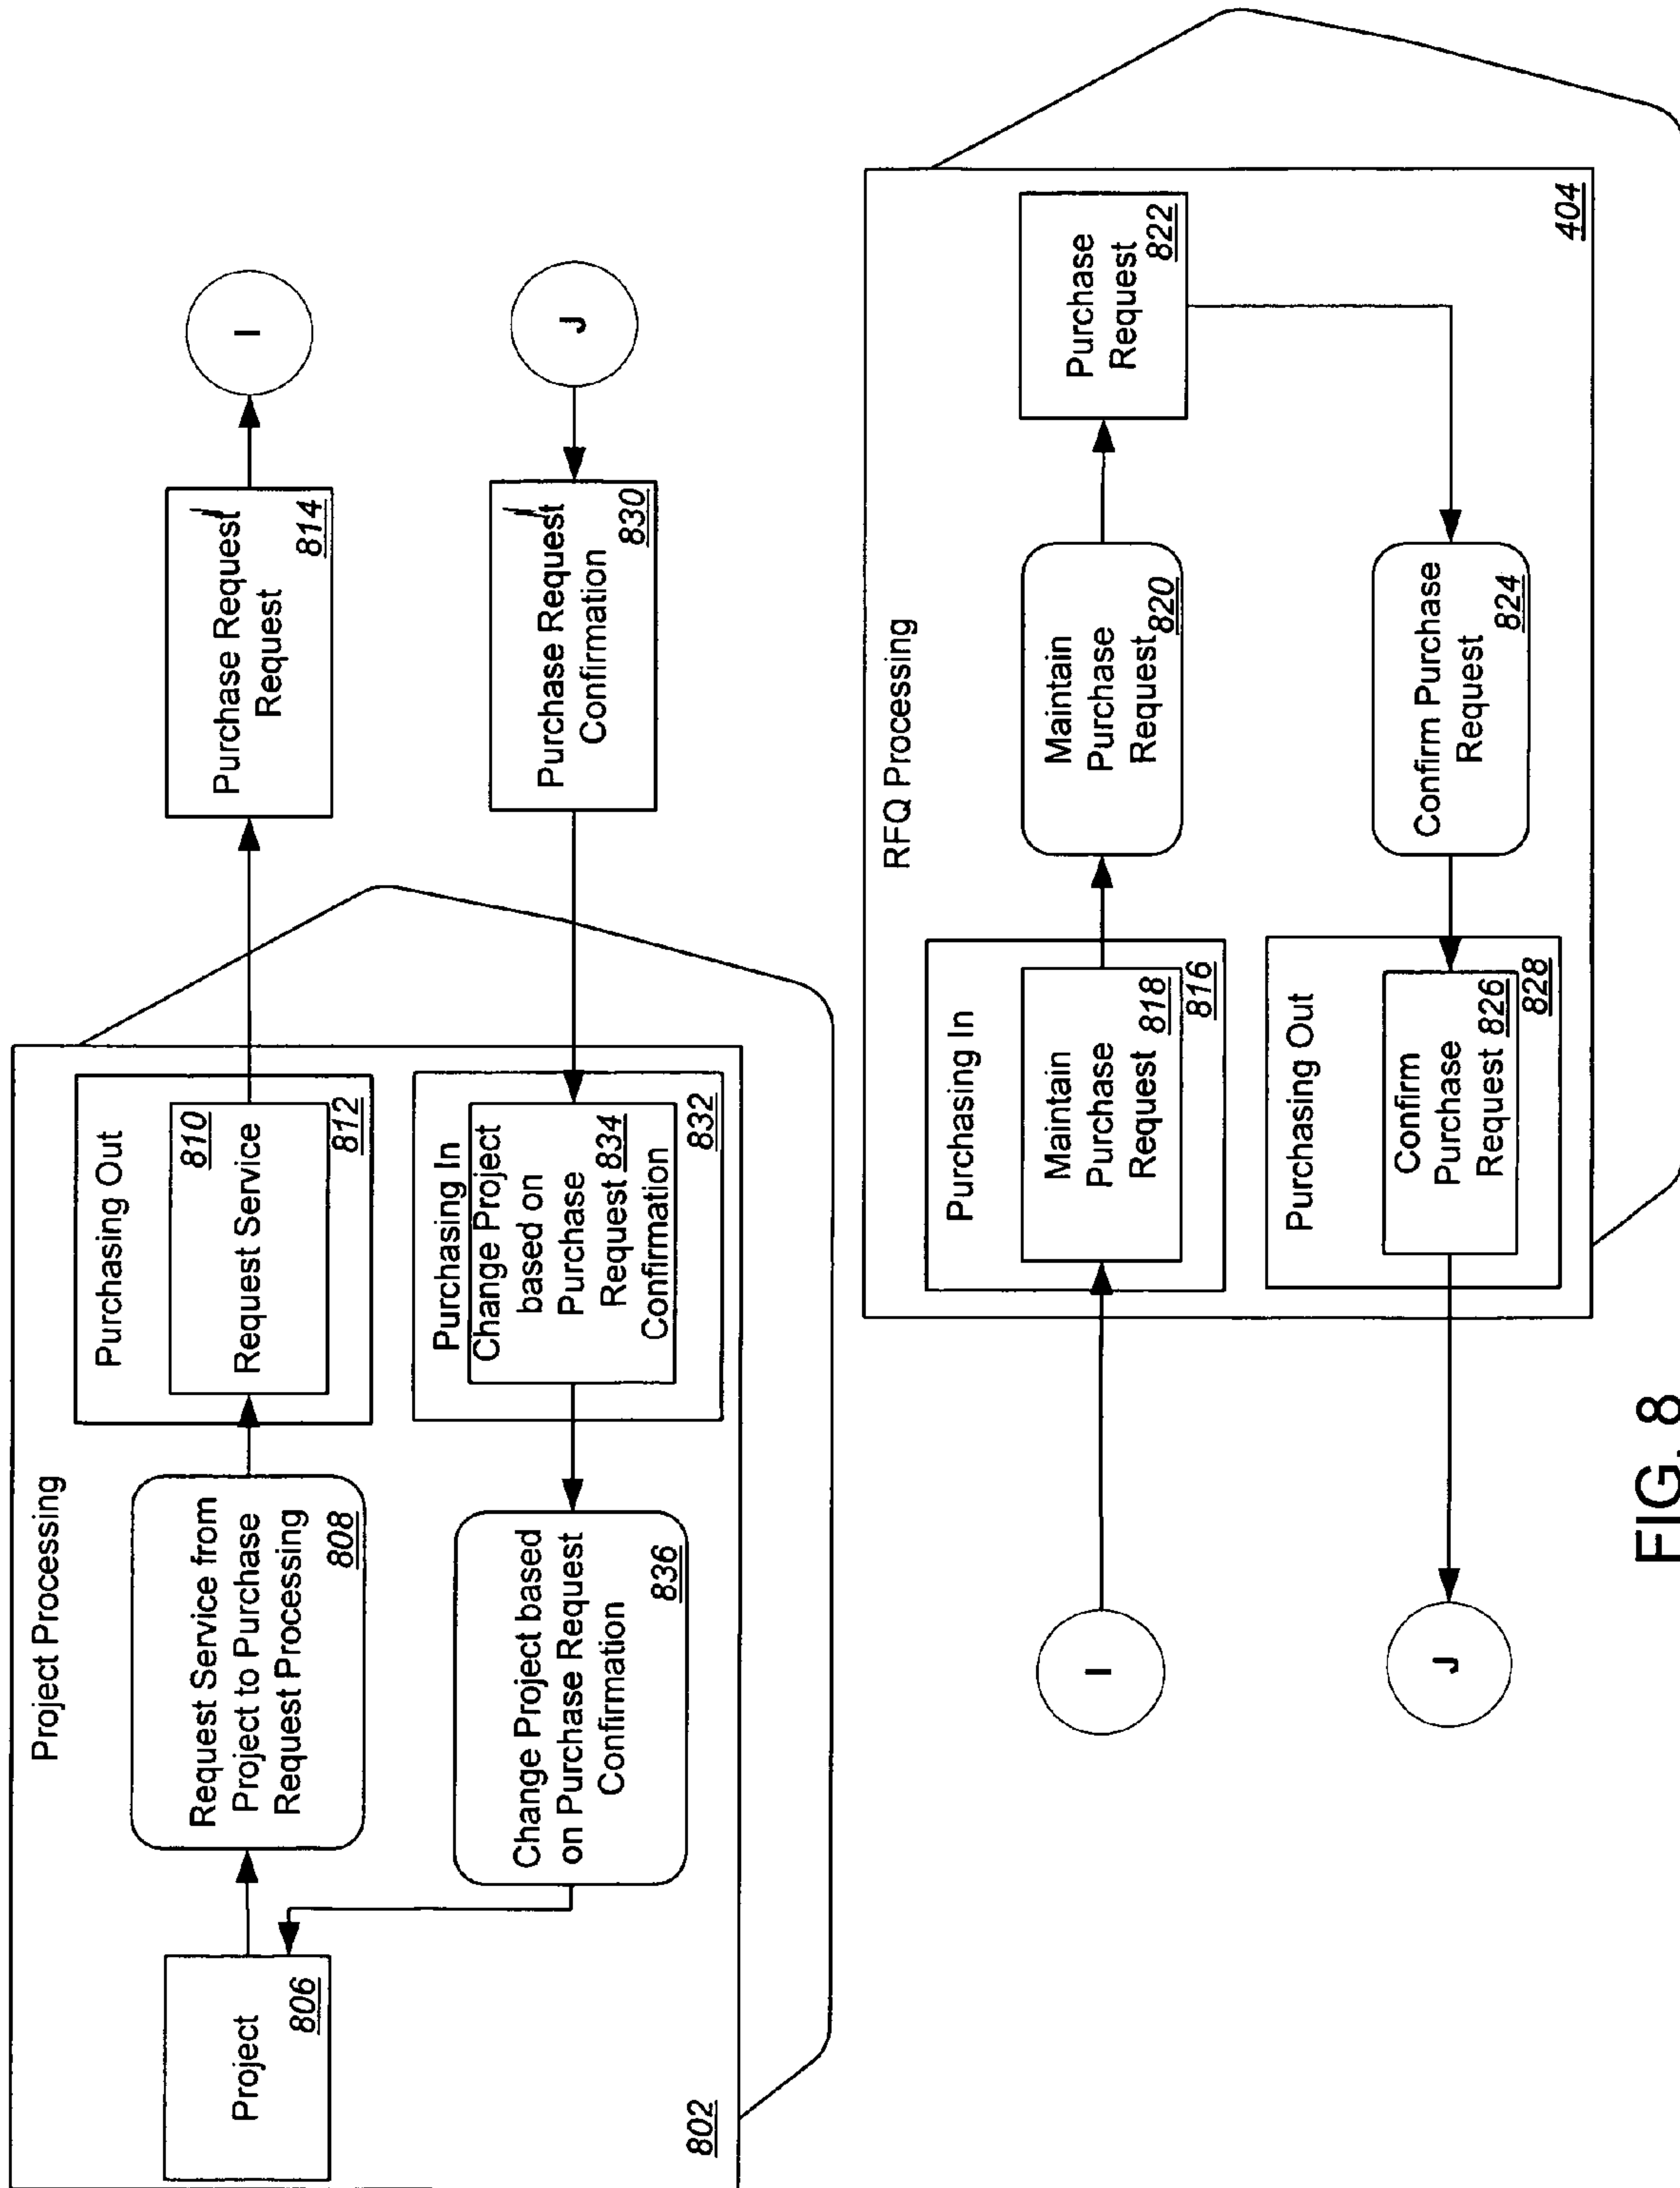 Project Processing
Project
806
Request Service from
Project to Purchase
Request Processing
808
Purchasing Out
810
Request Service
812
Purchase Request
Request
814
I
Change Project based
on Purchase Request
Confirmation
836
Purchasing In
Change Project
based on
Purchase
Request 834
Confirmation
832
Purchase Request
Confirmation
830
J
802
RFQ Processing
I
Purchasing In
Maintain
Purchase
Request 818
816
Maintain
Purchase
Request 820
Purchase
Request
822
J
Purchasing Out
Confirm
Purchase
Request 826
828
Confirm Purchase
Request
824
404
FIG. 8